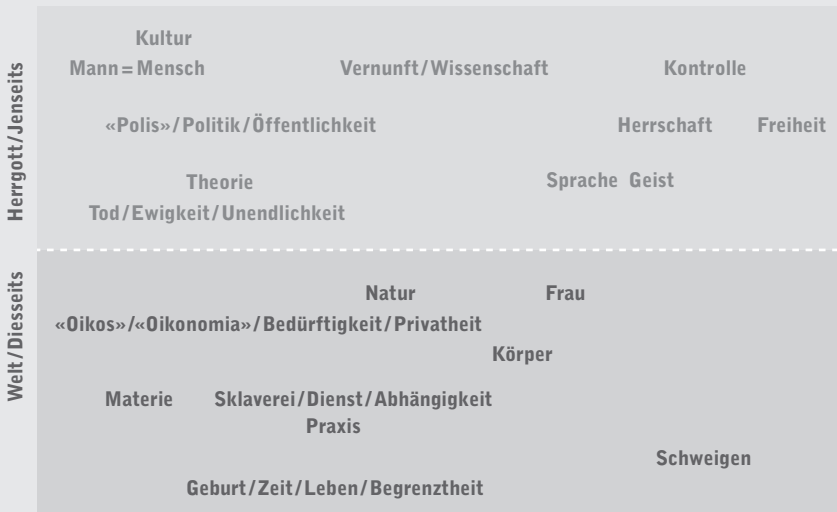 Herrgott/Jenseits
Kultur
Mann=Mensch Vernunft/Wissenschaft Kontrolle
«Polis»/Politik/Öffentlichkeit Herrschaft Freiheit
Theorie Sprache Geist
Tod/Ewigkeit/Unendlichkeit
Welt/Diesseits
Natur Frau
«Oikos»/«Oikonomia»/Bedürftigkeit/Privatheit
Körper
Materie Sklaverei/Dienst/Abhängigkeit
Praxis
Schweigen
Geburt/Zeit/Leben/Begrenztheit